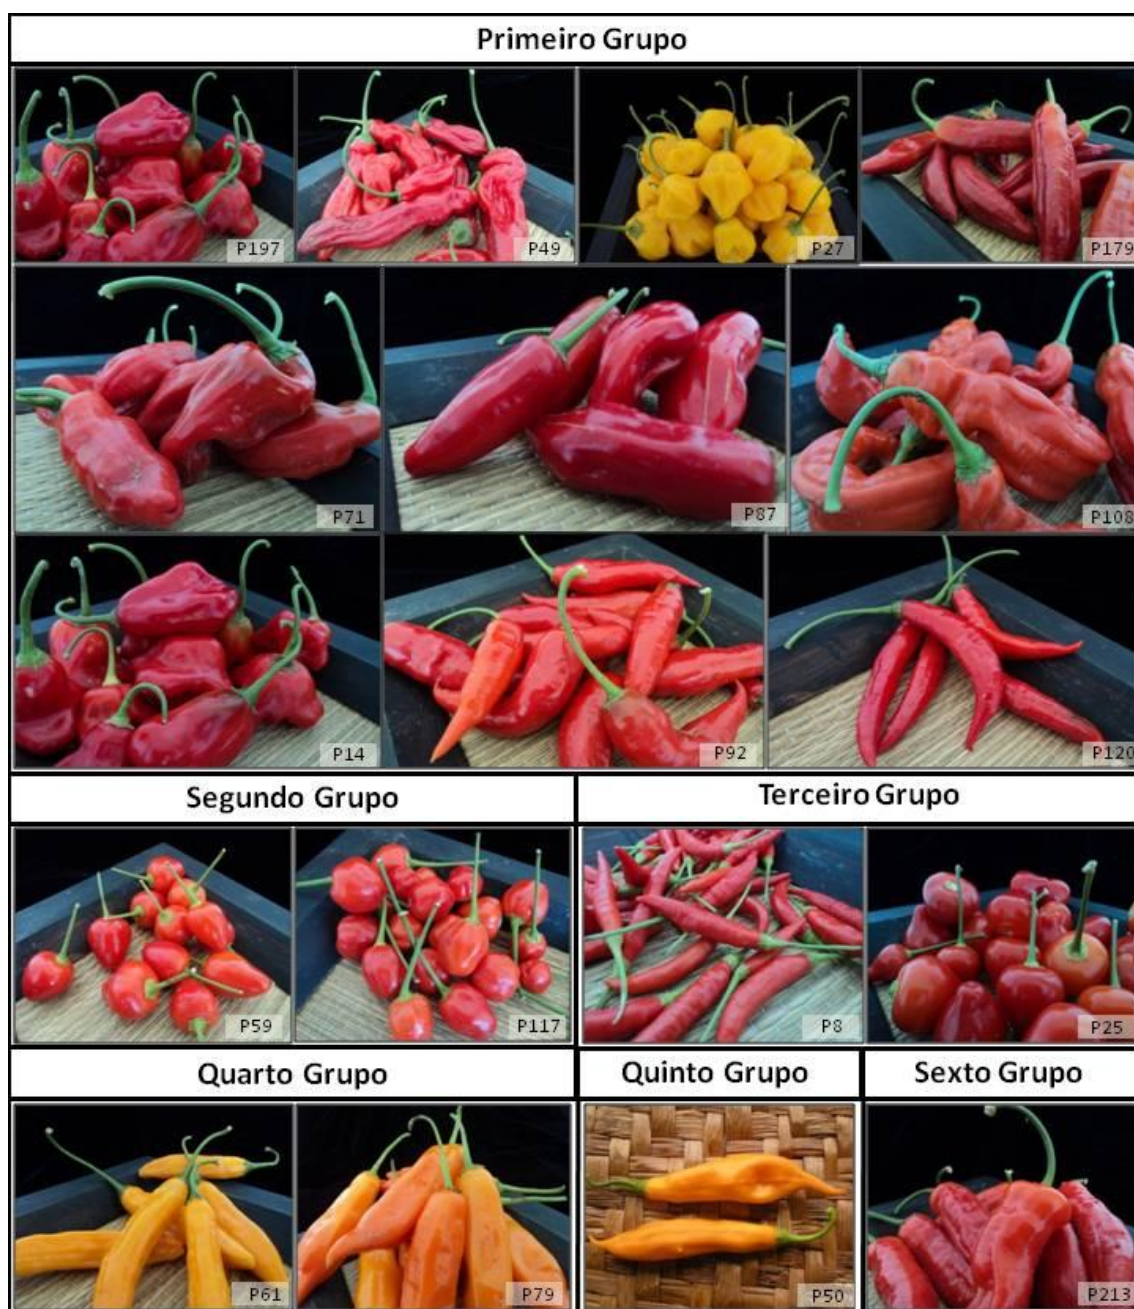 Primeiro Grupo
P197
P49
P27
P179
P71
P87
P108
P14
P92
P120
Segundo Grupo
Terceiro Grupo
P59
P117
P8
P25
Quarto Grupo
Quinto Grupo
Sexto Grupo
P61
P79
P50
P213